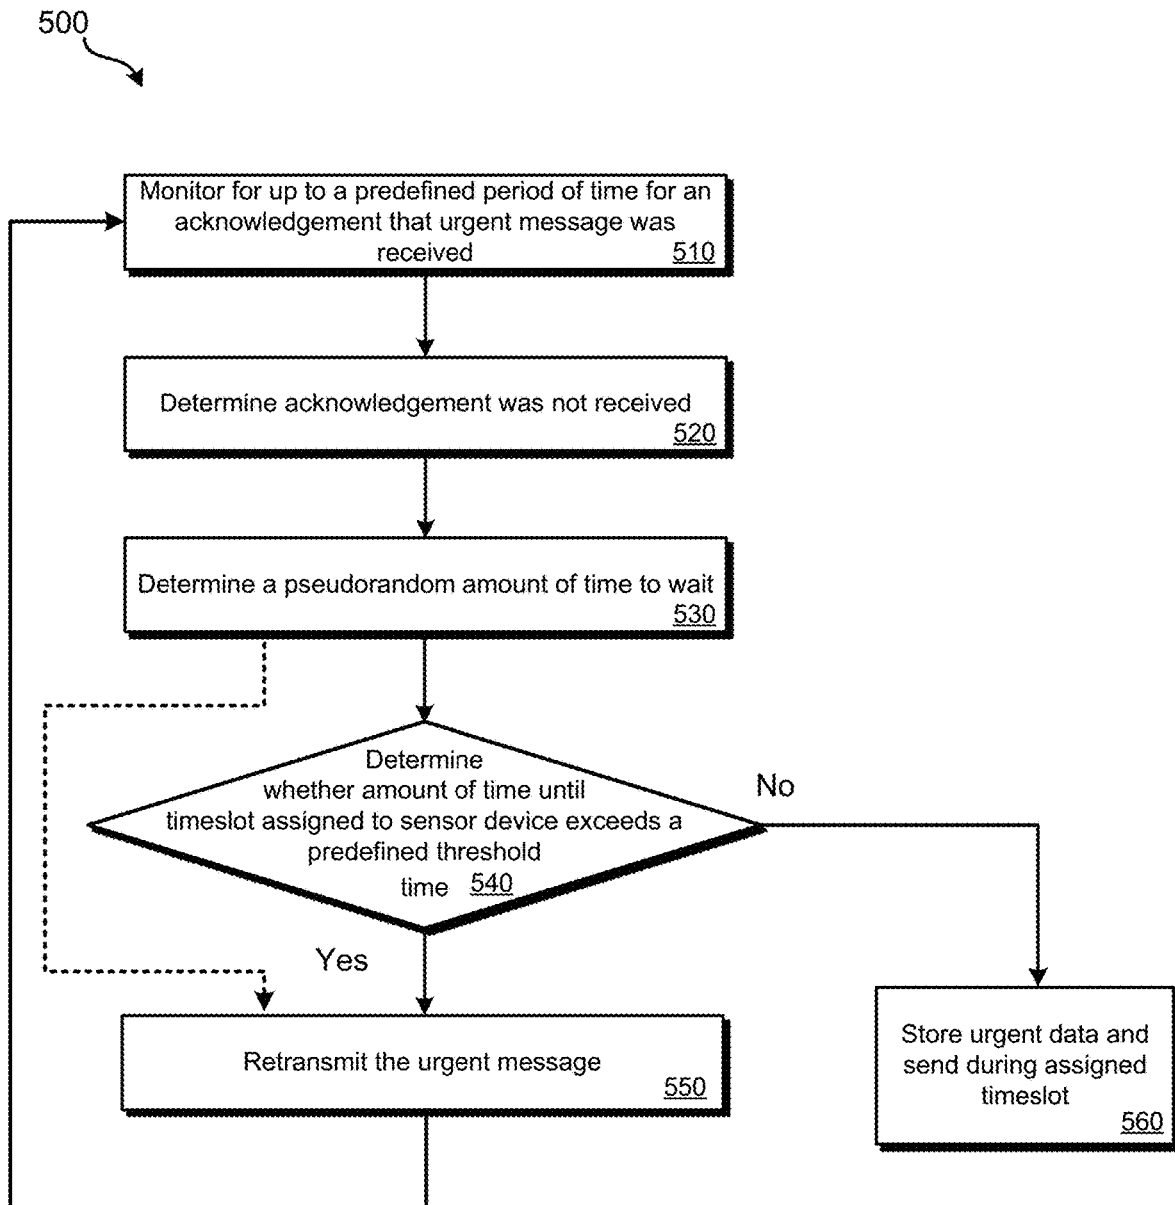 500
Monitor for up to a predefined period of time for an
acknowledgement that urgent message was
received 510
Determine acknowledgement was not received
520
Determine a pseudorandom amount of time to wait
530
Determine
whether amount of time until
timeslot assigned to sensor device exceeds a
predefined threshold
time 540
No
Yes
Retransmit the urgent message
550
Store urgent data and
send during assigned
timeslot
560